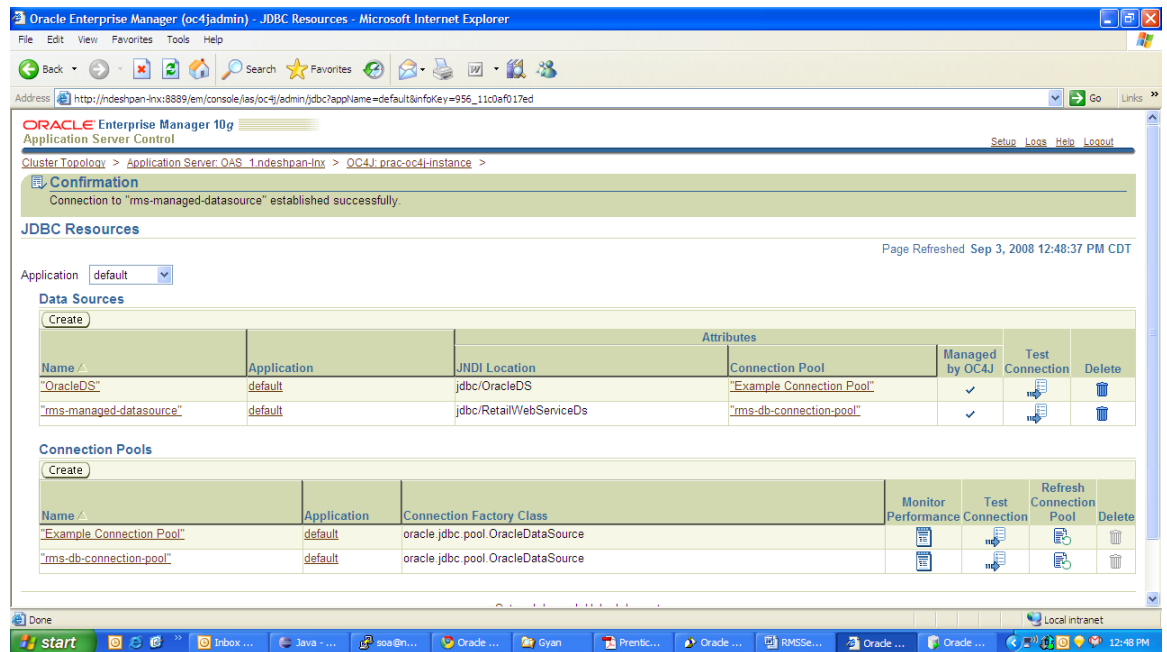 Oracle Enterprise Manager (oc4jadmin) - JDBC Resources - Microsoft Internet Explorer
File Edit View Favorites Tools Help
Back Search Favorites
Address http://ndeshpan-lnx:8889/em/console/ias/oc4j/admin/jdbc?appName=default&infoKey=956_11c0af017ed Go Links »
ORACLE Enterprise Manager 10g
Application Server Control
Setup Logs Help Logout
Cluster Topology > Application Server: OAS_1.ndeshpan-lnx > OC4J: prac-oc4j-instance >
Confirmation
Connection to "rms-managed-datasource" established successfully.
JDBC Resources
Page Refreshed Sep 3, 2008 12:48:37 PM CDT
Application default
Data Sources
Create
Attributes
Name Application JNDI Location Connection Pool Managed by OC4J Test Connection Delete
"OracleDS" default jdbc/OracleDS "Example Connection Pool"
"rms-managed-datasource" default jdbc/RetailWebServiceDs "rms-db-connection-pool"
Connection Pools
Create
Name Application Connection Factory Class Monitor Performance Test Connection Refresh Connection Pool Delete
"Example Connection Pool" default oracle.jdbc.pool.OracleDataSource
"rms-db-connection-pool" default oracle.jdbc.pool.OracleDataSource
Done Local intranet
start » Inbox ... Java - ... soa@n... Oracle ... Gyan Prentic... Oracle ... RMSSe... Oracle ... Oracle ... 12:48 PM